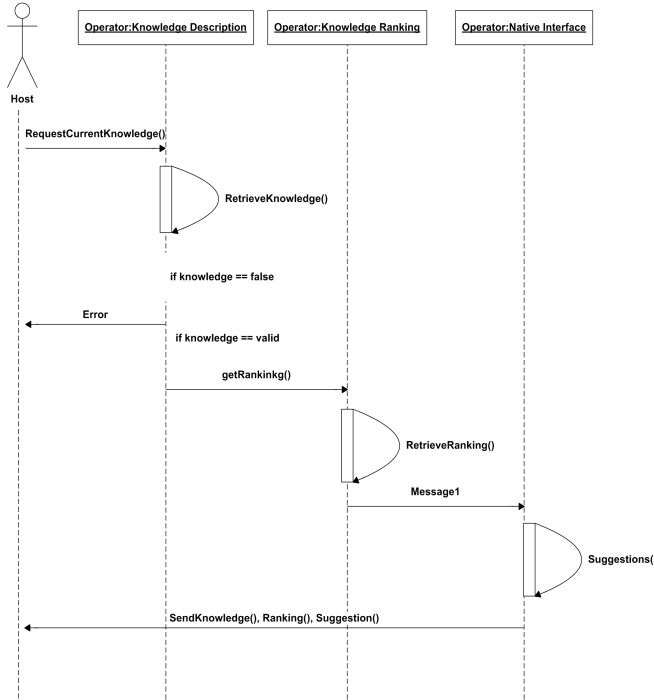 Operator:Knowledge Description
Operator:Knowledge Ranking
Operator:Native Interface
Host
RequestCurrentKnowledge()
RetrieveKnowledge()
if knowledge == false
Error
if knowledge == valid
getRankinkg()
RetrieveRanking()
Message1
Suggestions(
SendKnowledge(), Ranking(), Suggestion()